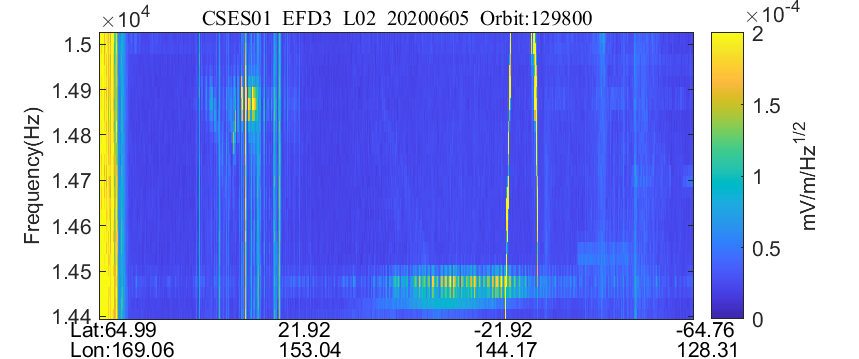 ×10⁴
CSES01 EFD3 L02 20200605 Orbit:129800
×10⁻⁴
1.5
1.49
1.48
1.47
1.46
1.45
1.44
Frequency(Hz)
2
1.5
1
0.5
0
mV/m/Hz^1/2
Lat:64.99 21.92 -21.92 -64.76
Lon:169.06 153.04 144.17 128.31